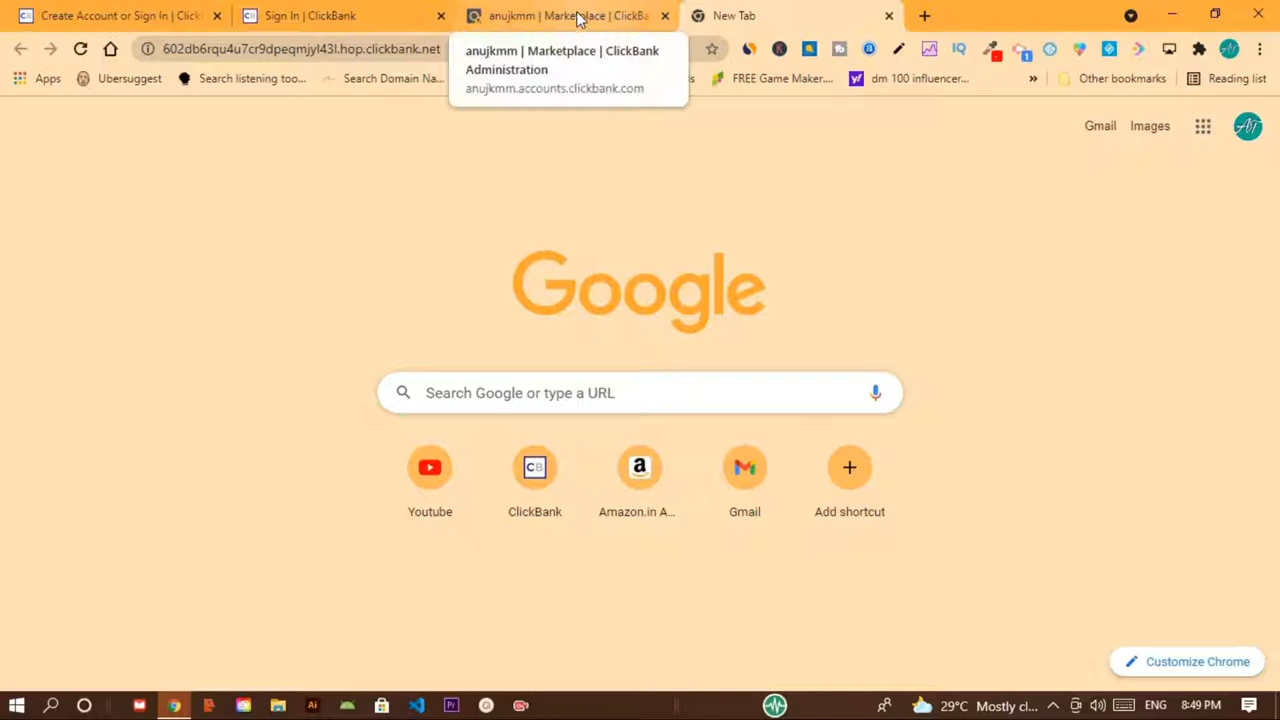 Create Account or Sign In | Click
Sign In | ClickBank
anujkmm | Marketplace | ClickBa
New Tab
602db6rqu4u7cr9dpeqmjyl43l.hop.clickbank.net
anujkmm | Marketplace | ClickBank
Administration
anujkmm.accounts.clickbank.com
Apps
Ubersuggest
Search listening too...
Search Domain Na...
FREE Game Maker....
dm 100 influencer...
»
Other bookmarks
Reading list
Gmail
Images
Google
Search Google or type a URL
Youtube
ClickBank
Amazon.in A...
Gmail
Add shortcut
Customize Chrome
29°C Mostly cl...
ENG
8:49 PM